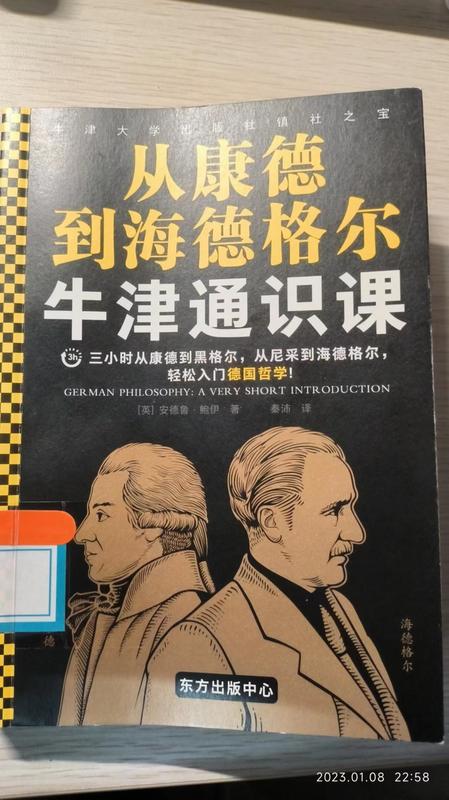 牛津大学出版社镇社之宝
从康德
到海德格尔
牛津通识课
3h
三小时从康德到黑格尔，从尼采到海德格尔，
轻松入门德国哲学！
GERMAN PHILOSOPHY: A VERY SHORT INTRODUCTION
[英] 安德鲁·鲍伊 著 秦沛 译
德
海德格尔
东方出版中心
2023.01.08 22:58